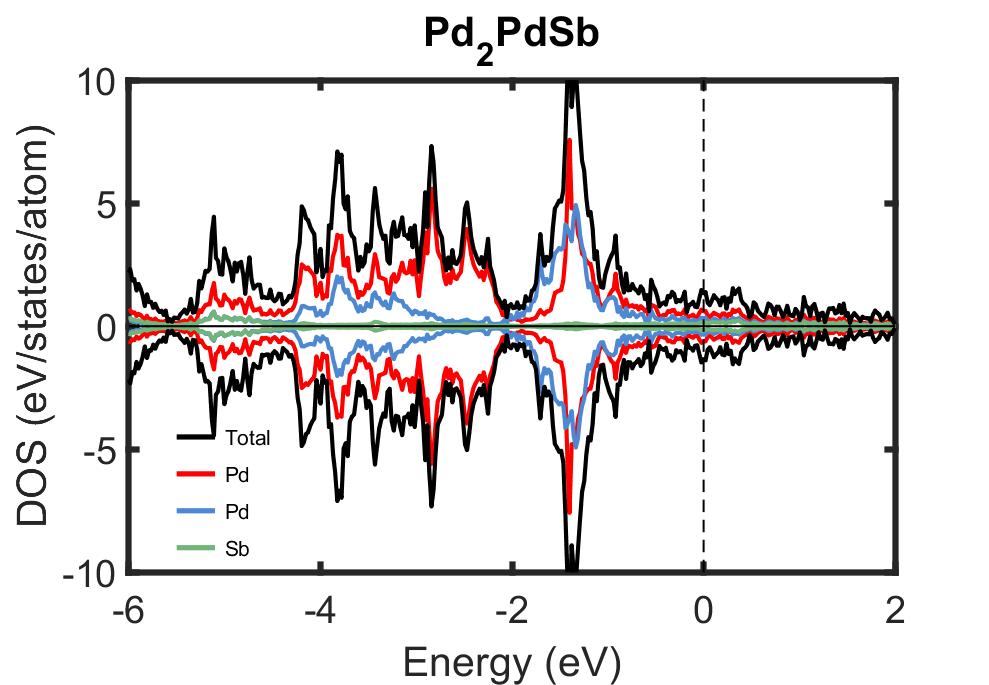 Pd2PdSb
10
5
0
-5
-10
DOS (eV/states/atom)
Total
Pd
Pd
Sb
-6 -4 -2 0 2
Energy (eV)